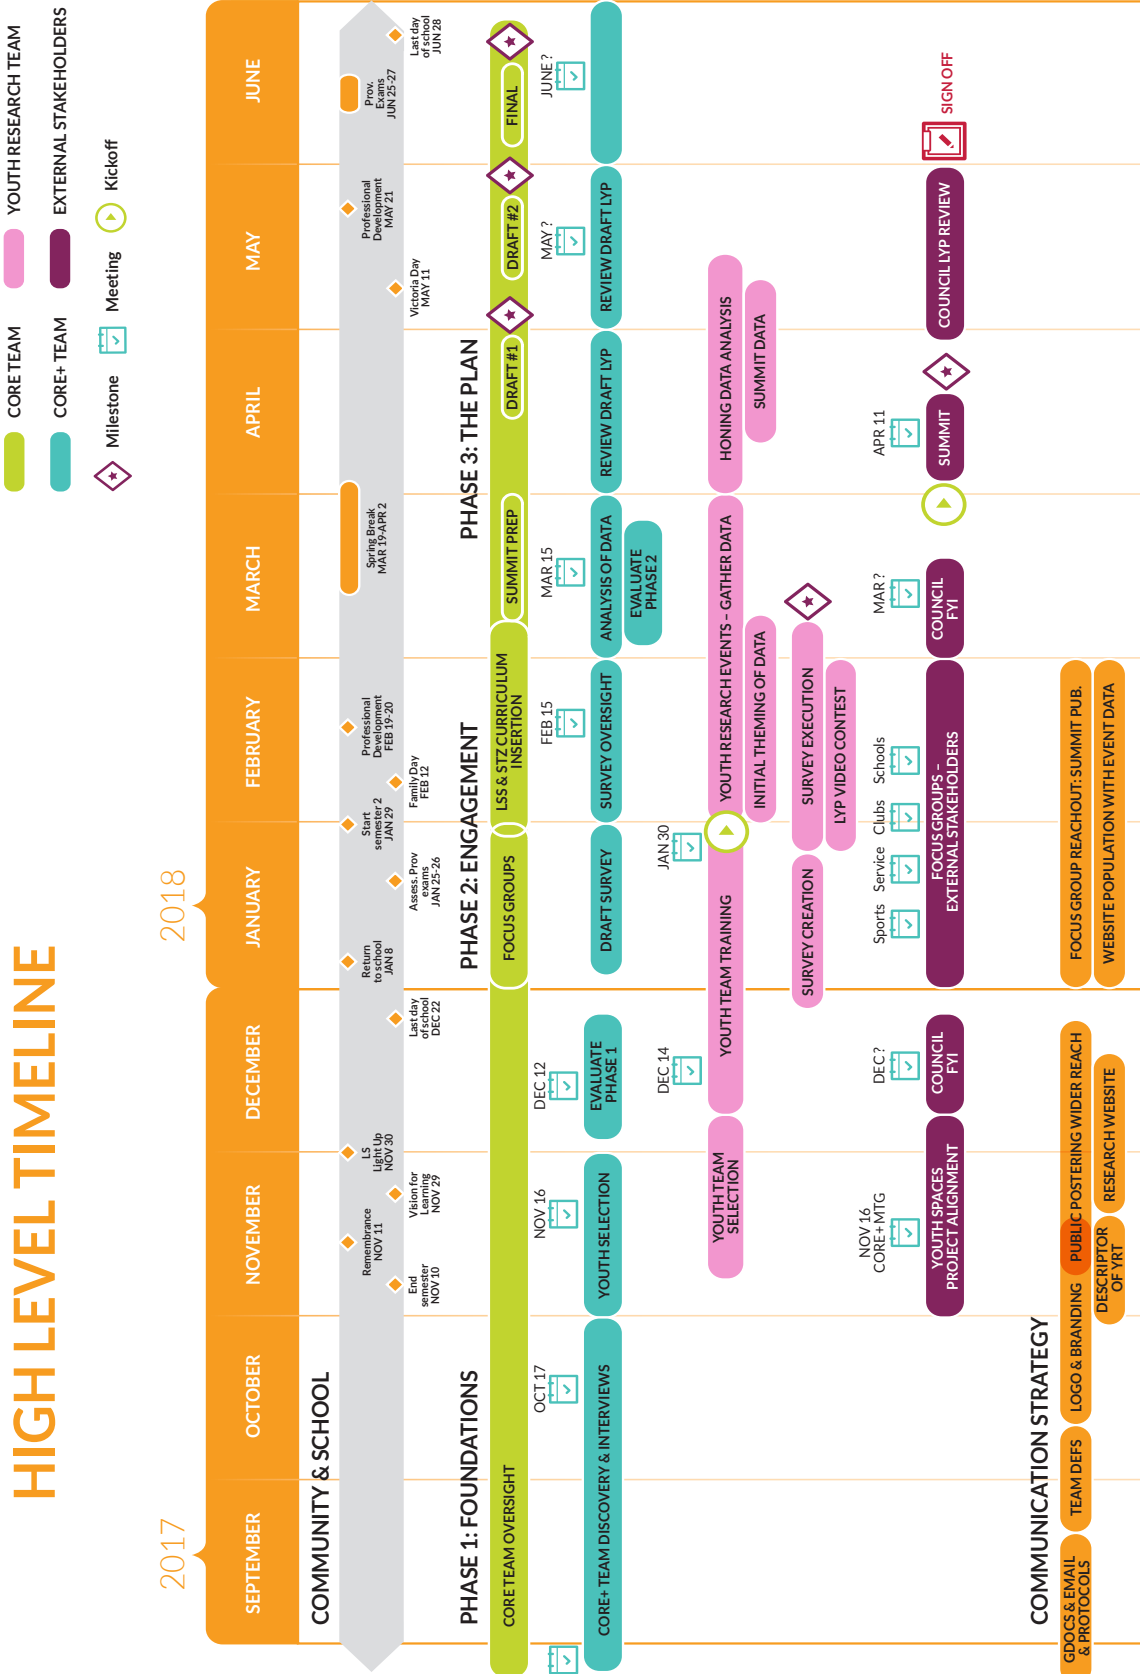 HIGH LEVEL TIMELINE
CORE TEAM
YOUTH RESEARCH TEAM
CORE+ TEAM
EXTERNAL STAKEHOLDERS
Milestone
Meeting
Kickoff
2017
2018
SEPTEMBER
OCTOBER
NOVEMBER
DECEMBER
JANUARY
FEBRUARY
MARCH
APRIL
MAY
JUNE
COMMUNITY & SCHOOL
End
semester
NOV 10
Remembrance
NOV 11
Vision for
Learning
NOV 29
LS
Light Up
NOV 30
Last day
of school
DEC 22
Return
to school
JAN 8
Assess. Prov
exams
JAN 25-26
Start
semester 2
JAN 29
Family Day
FEB 12
Professional
Development
FEB 19-20
Spring Break
MAR 19-APR 2
Victoria Day
MAY 11
Professional
Development
MAY 21
Prov.
Exams
JUN 25-27
Last day
of school
JUN 28
PHASE 1: FOUNDATIONS
PHASE 2: ENGAGEMENT
PHASE 3: THE PLAN
CORE TEAM OVERSIGHT
FOCUS GROUPS
LSS & STZ CURRICULUM
INSERTION
SUMMIT PREP
DRAFT #1
DRAFT #2
FINAL
OCT 17
NOV 16
DEC 12
FEB 15
MAR 15
MAY ?
JUNE ?
CORE+ TEAM DISCOVERY & INTERVIEWS
YOUTH SELECTION
EVALUATE
PHASE 1
DRAFT SURVEY
SURVEY OVERSIGHT
ANALYSIS OF DATA
REVIEW DRAFT LYP
REVIEW DRAFT LYP
EVALUATE
PHASE 2
DEC 14
JAN 30
YOUTH TEAM
SELECTION
YOUTH TEAM TRAINING
YOUTH RESEARCH EVENTS – GATHER DATA
HONING DATA ANALYSIS
INITIAL THEMING OF DATA
SUMMIT DATA
SURVEY CREATION
SURVEY EXECUTION
LYP VIDEO CONTEST
NOV 16
CORE+ MTG
DEC ?
Sports
Service
Clubs
Schools
MAR ?
APR 11
YOUTH SPACES
PROJECT ALIGNMENT
COUNCIL
FYI
FOCUS GROUPS –
EXTERNAL STAKEHOLDERS
COUNCIL
FYI
SUMMIT
COUNCIL LYP REVIEW
SIGN OFF
COMMUNICATION STRATEGY
GDOCS & EMAIL
& PROTOCOLS
TEAM DEFS
LOGO & BRANDING
PUBLIC POSTERING WIDER REACH
FOCUS GROUP REACHOUT: SUMMIT PUB.
DESCRIPTOR
OF YRT
RESEARCH WEBSITE
WEBSITE POPULATION WITH EVENT DATA